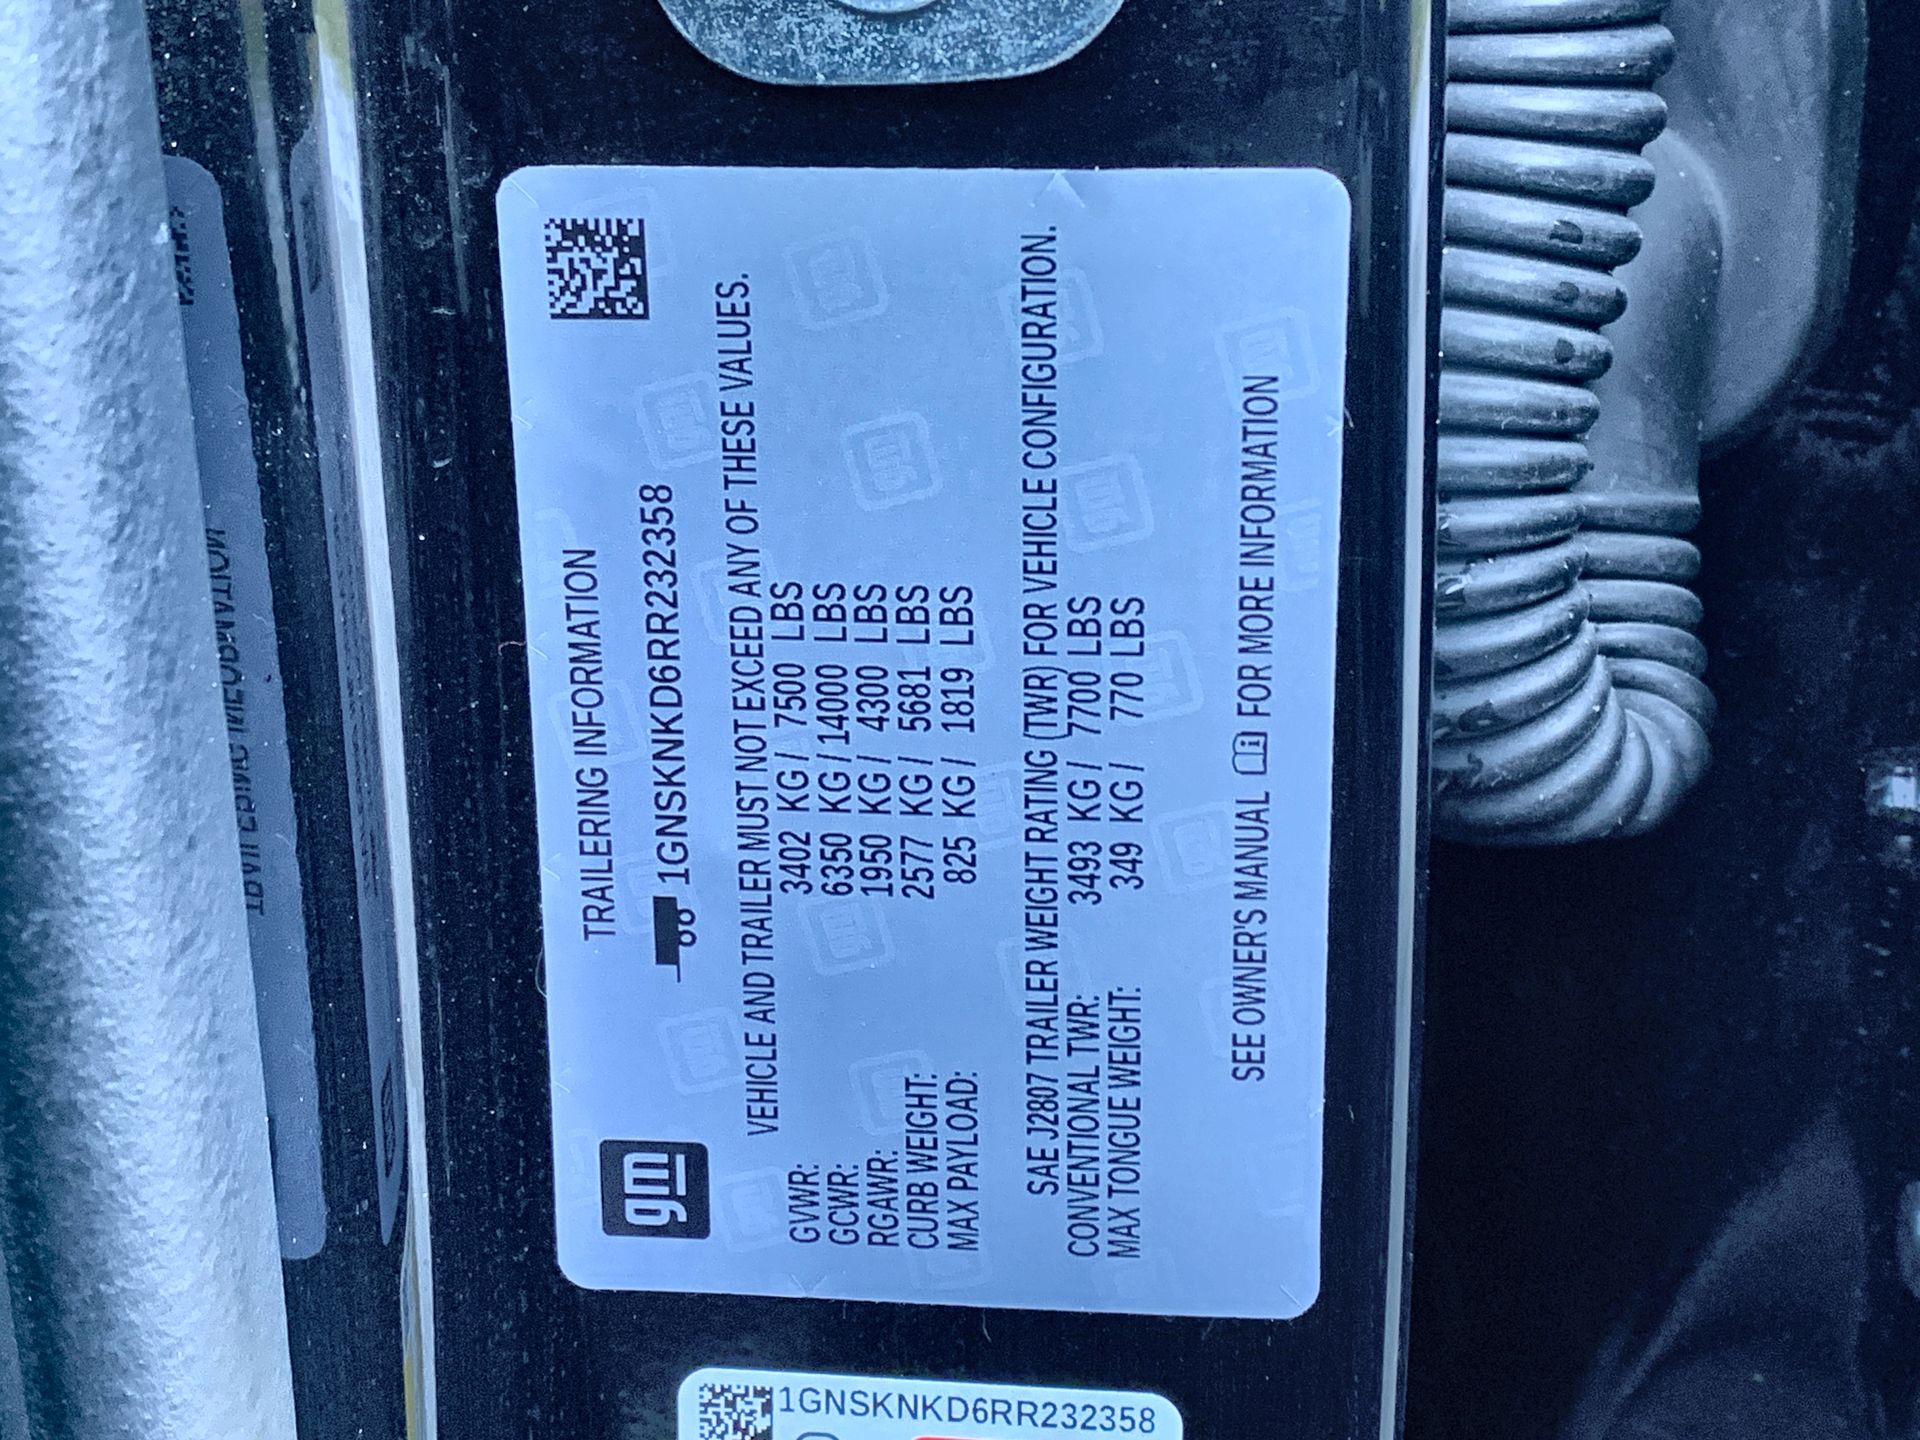 gm
TRAILERING INFORMATION
1GNSKNKD6RR232358
VEHICLE AND TRAILER MUST NOT EXCEED ANY OF THESE VALUES.
GVWR: 3402 KG / 7500 LBS
GCWR: 6350 KG / 14000 LBS
RGAWR: 1950 KG / 4300 LBS
CURB WEIGHT: 2577 KG / 5681 LBS
MAX PAYLOAD: 825 KG / 1819 LBS
SAE J2807 TRAILER WEIGHT RATING (TWR) FOR VEHICLE CONFIGURATION.
CONVENTIONAL TWR: 3493 KG / 7700 LBS
MAX TONGUE WEIGHT: 349 KG / 770 LBS
SEE OWNER'S MANUAL FOR MORE INFORMATION
1GNSKNKD6RR232358